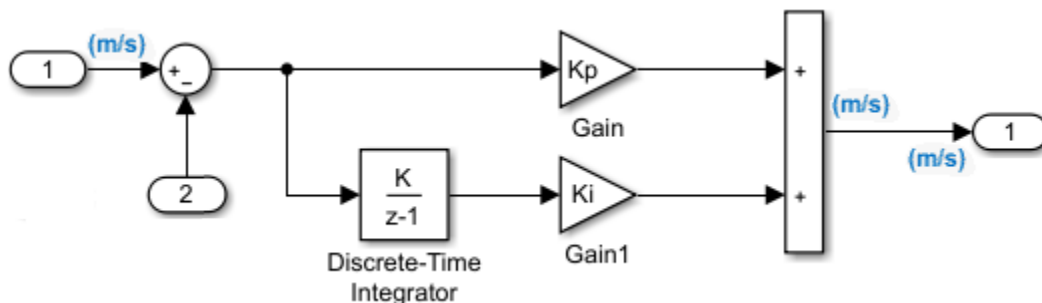 (m/s)
1
+
_
Kp
+
Gain
(m/s)
1
(m/s)
2
K
z-1
Ki
+
Gain1
Discrete-Time
Integrator